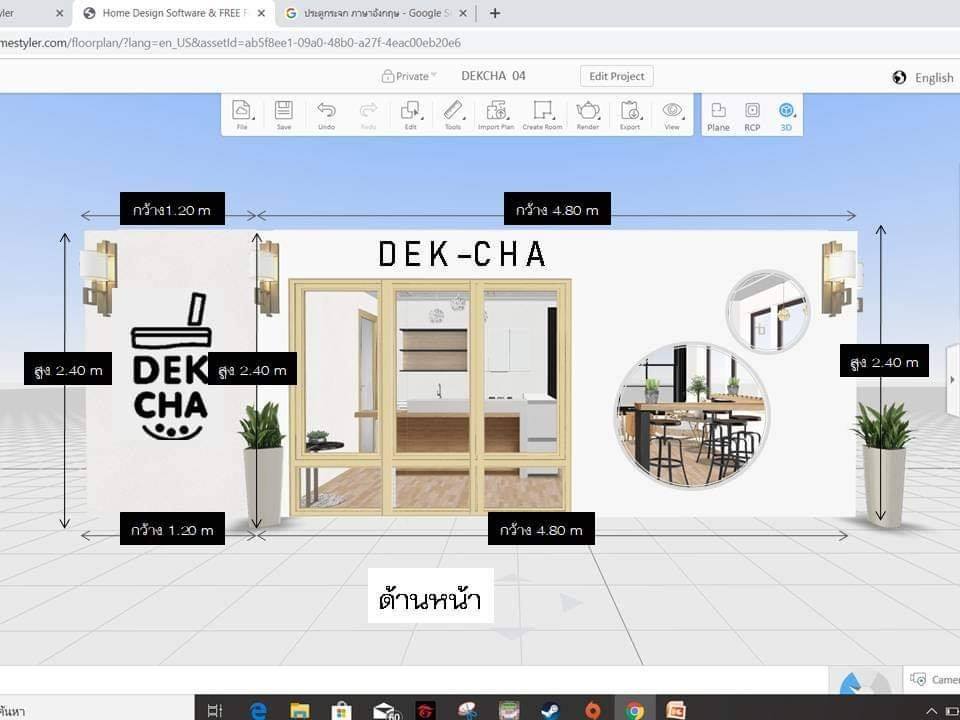 yler
Home Design Software & FREE
ประตูกระจก ภาษาอังกฤษ - Google
mestyler.com/floorplan/?lang=en_US&assetId=ab5f8ee1-09a0-48b0-a27f-4eac00eb20e6
Private
DEKCHA 04
Edit Project
English
File
Save
Undo
Redo
Edit
Tools
Import Plan
Create Room
Render
Export
View
Plane
RCP
3D
กว้าง1.20 m
กว้าง 4.80 m
DEK-CHA
DEK
CHA
สูง 2.40 m
สูง 2.40 m
สูง 2.40 m
กว้าง 1.20 m
กว้าง 4.80 m
ด้านหน้า
Camer
ค้นหา
60